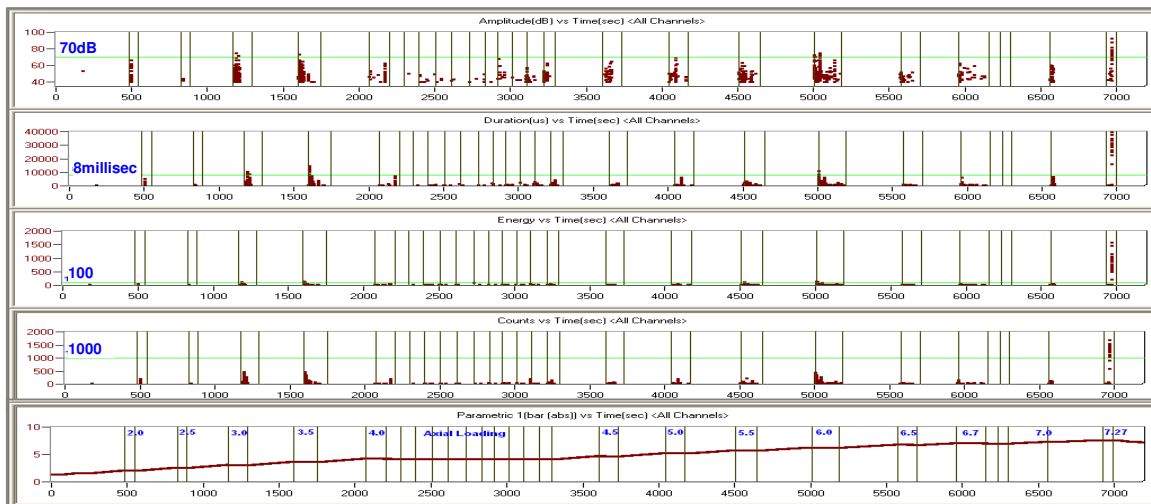 Amplitude(dB) vs Time(sec) <All Channels>
100
80
60
40
70dB
0 500 1000 1500 2000 2500 3000 3500 4000 4500 5000 5500 6000 6500 7000
Duration(us) vs Time(sec) <All Channels>
40000
30000
20000
10000
0
8millisec
0 500 1000 1500 2000 2500 3000 3500 4000 4500 5000 5500 6000 6500 7000
Energy vs Time(sec) <All Channels>
2000
1500
1000
500
0
100
0 500 1000 1500 2000 2500 3000 3500 4000 4500 5000 5500 6000 6500 7000
Counts vs Time(sec) <All Channels>
2000
1500
1000
500
0
1000
0 500 1000 1500 2000 2500 3000 3500 4000 4500 5000 5500 6000 6500 7000
Parametric 1(bar (abs)) vs Time(sec) <All Channels>
10
5
0
2.0 2.5 3.0 3.5 4.0 Axial Loading 4.5 5.0 5.5 6.0 6.5 6.7 7.0 7.27
0 500 1000 1500 2000 2500 3000 3500 4000 4500 5000 5500 6000 6500 7000